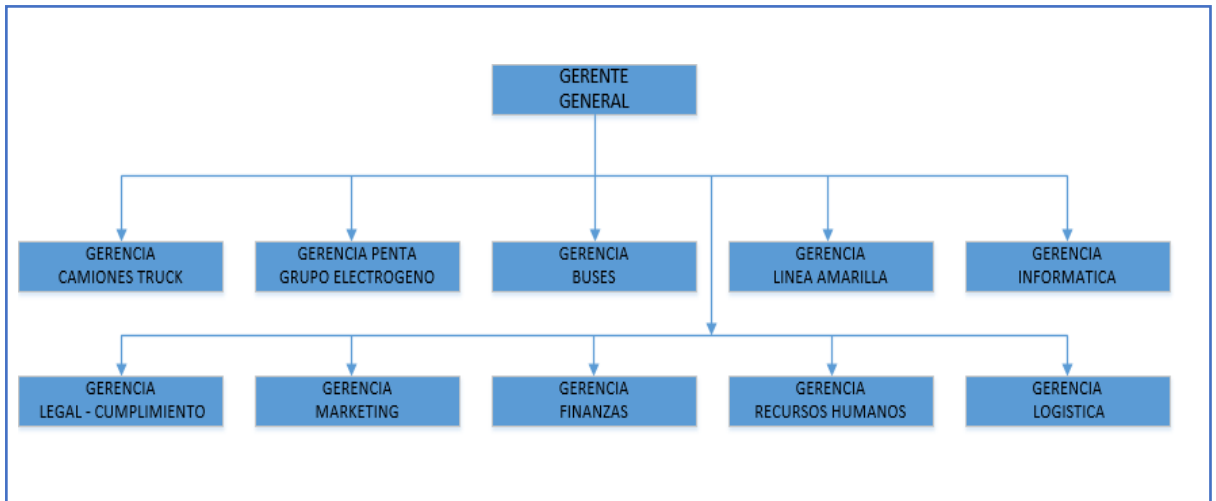 GERENTE
GENERAL
GERENCIA
CAMIONES TRUCK
GERENCIA PENTA
GRUPO ELECTROGENO
GERENCIA
BUSES
GERENCIA
LINEA AMARILLA
GERENCIA
INFORMATICA
GERENCIA
LEGAL - CUMPLIMIENTO
GERENCIA
MARKETING
GERENCIA
FINANZAS
GERENCIA
RECURSOS HUMANOS
GERENCIA
LOGISTICA